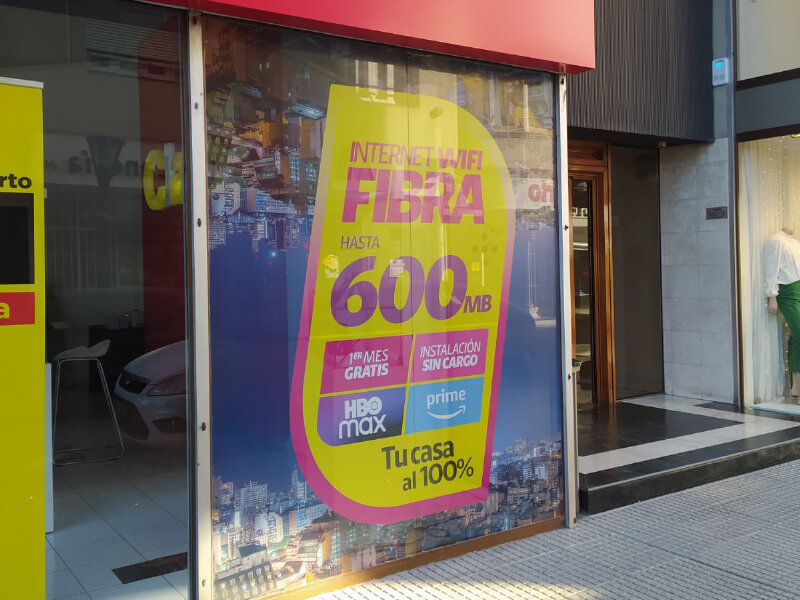 INTERNET WIFI
FIBRA
HASTA
600MB
1ER MES
GRATIS
INSTALACIÓN
SIN CARGO
HBO
max
prime
Tu casa
al 100%
rto
a